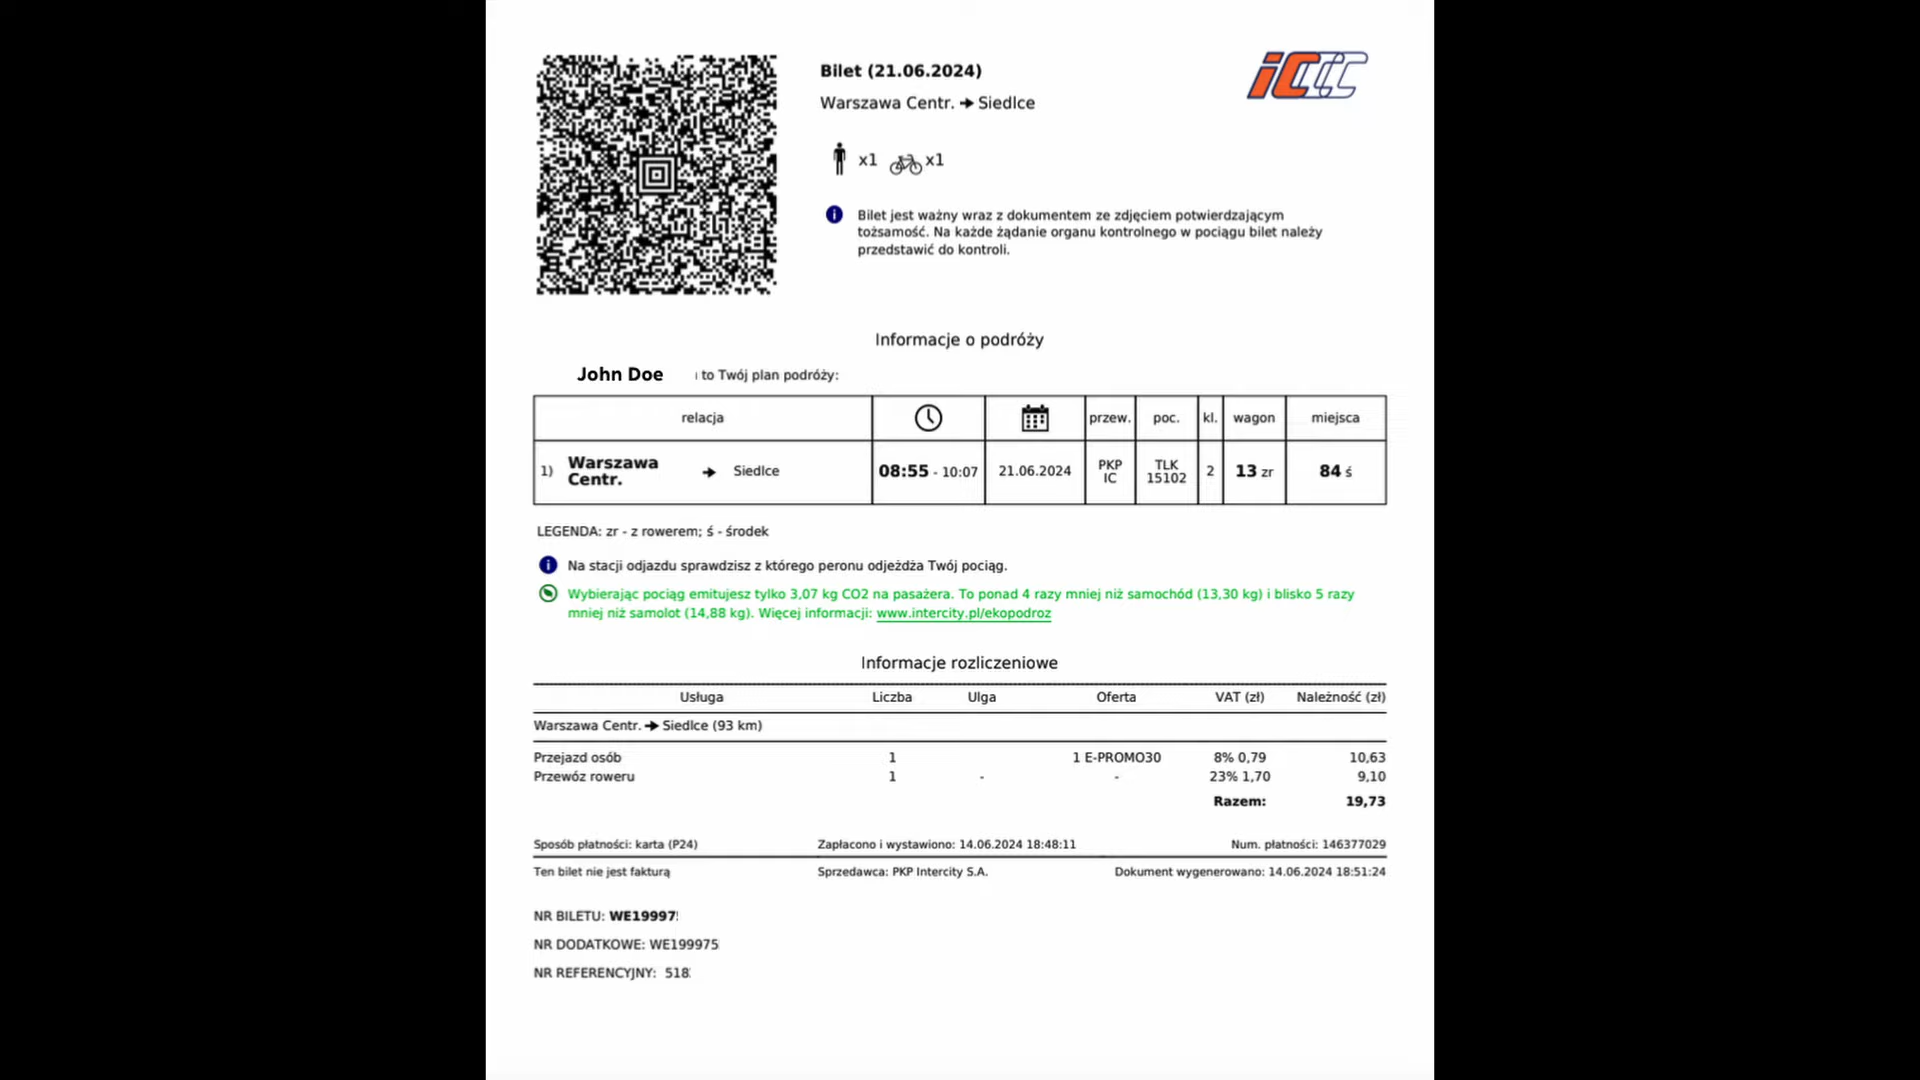 Bilet (21.06.2024)
iC
Warszawa Centr. → Siedlce
x1 x1
Bilet jest ważny wraz z dokumentem ze zdjęciem potwierdzającym
tożsamość. Na każde żądanie organu kontrolnego w pociągu bilet należy
przedstawić do kontroli.
Informacje o podróży
John Doe to Twój plan podróży:
relacja przew. poc. kl. wagon miejsca
1) Warszawa Centr. → Siedlce 08:55 - 10:07 21.06.2024 PKP IC TLK 15102 2 13 zr 84 ś
LEGENDA: zr - z rowerem; ś - środek
Na stacji odjazdu sprawdzisz z którego peronu odjeżdża Twój pociąg.
Wybierając pociąg emitujesz tylko 3,07 kg CO2 na pasażera. To ponad 4 razy mniej niż samochód (13,30 kg) i blisko 5 razy
mniej niż samolot (14,88 kg). Więcej informacji: www.intercity.pl/ekopodroz
Informacje rozliczeniowe
Usługa Liczba Ulga Oferta VAT (zł) Należność (zł)
Warszawa Centr. → Siedlce (93 km)
Przejazd osób 1 1 E-PROMO30 8% 0,79 10,63
Przewóz roweru 1 - - 23% 1,70 9,10
Razem: 19,73
Sposób płatności: karta (P24) Zapłacono i wystawiono: 14.06.2024 18:48:11 Num. płatności: 146377029
Ten bilet nie jest fakturą Sprzedawca: PKP Intercity S.A. Dokument wygenerowano: 14.06.2024 18:51:24
NR BILETU: WE19997
NR DODATKOWE: WE199975
NR REFERENCYJNY: 518